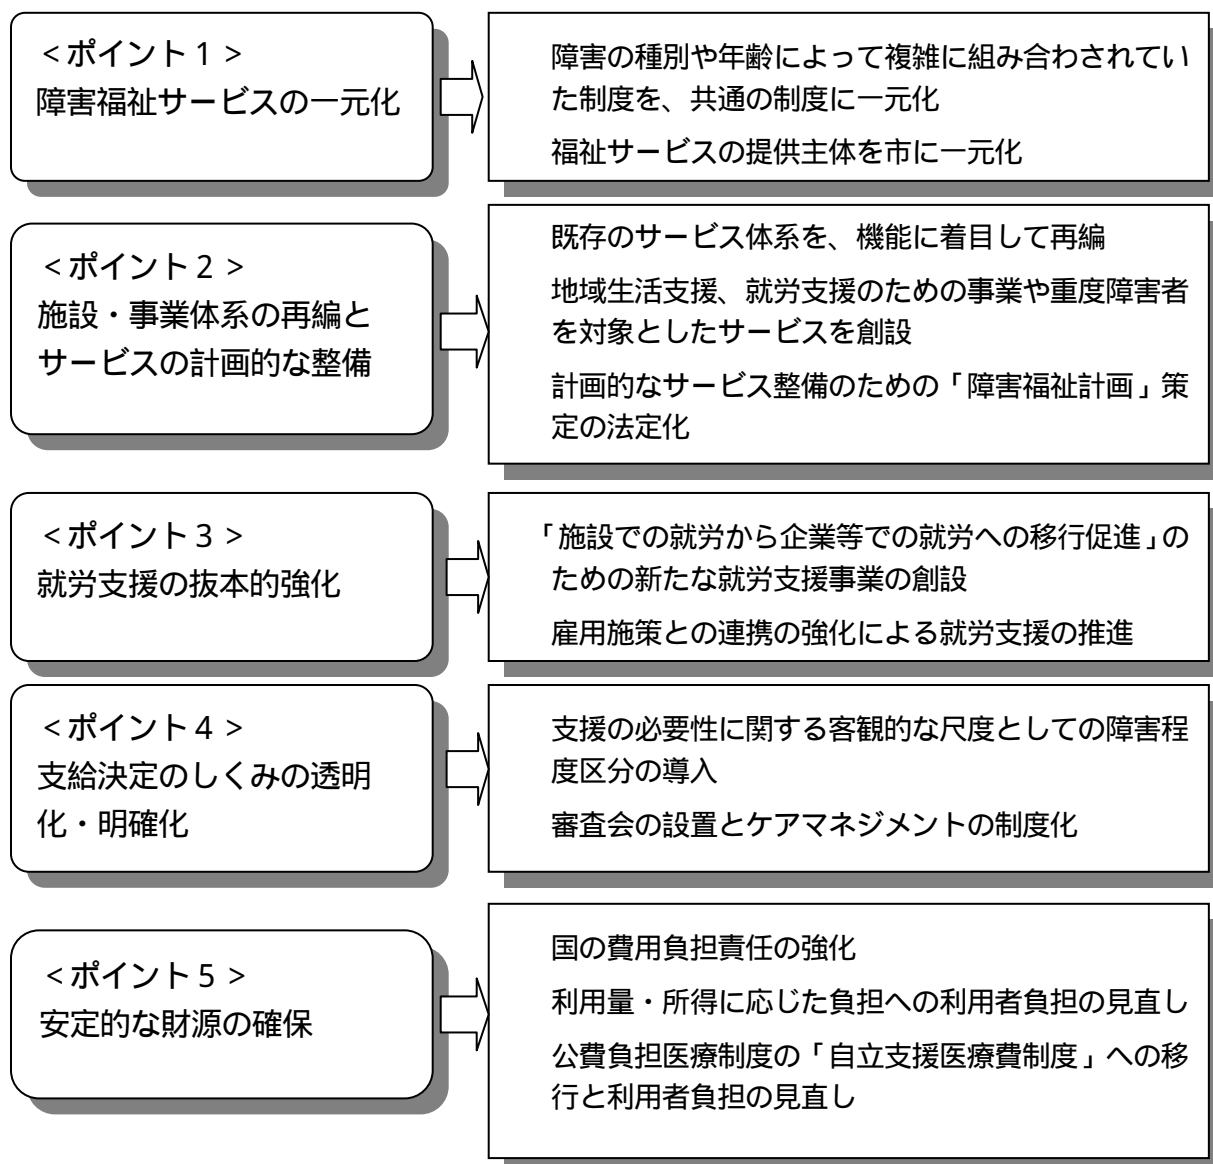 ＜ポイント１＞
障害福祉サービスの一元化
障害の種別や年齢によって複雑に組み合わされてい
た制度を、共通の制度に一元化
福祉サービスの提供主体を市に一元化
＜ポイント２＞
施設・事業体系の再編と
サービスの計画的な整備
既存のサービス体系を、機能に着目して再編
地域生活支援、就労支援のための事業や重度障害者
を対象としたサービスを創設
計画的なサービス整備のための「障害福祉計画」策
定の法定化
＜ポイント３＞
就労支援の抜本的強化
「施設での就労から企業等での就労への移行促進」の
ための新たな就労支援事業の創設
雇用施策との連携の強化による就労支援の推進
＜ポイント４＞
支給決定のしくみの透明
化・明確化
支援の必要性に関する客観的な尺度としての障害程
度区分の導入
審査会の設置とケアマネジメントの制度化
＜ポイント５＞
安定的な財源の確保
国の費用負担責任の強化
利用量・所得に応じた負担への利用者負担の見直し
公費負担医療制度の「自立支援医療費制度」への移
行と利用者負担の見直し